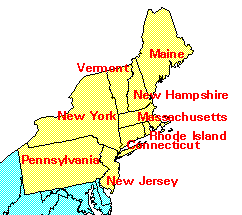 Maine
Vermont
New Hampshire
New York
Massachusetts
Rhode Island
Connecticut
Pennsylvania
New Jersey